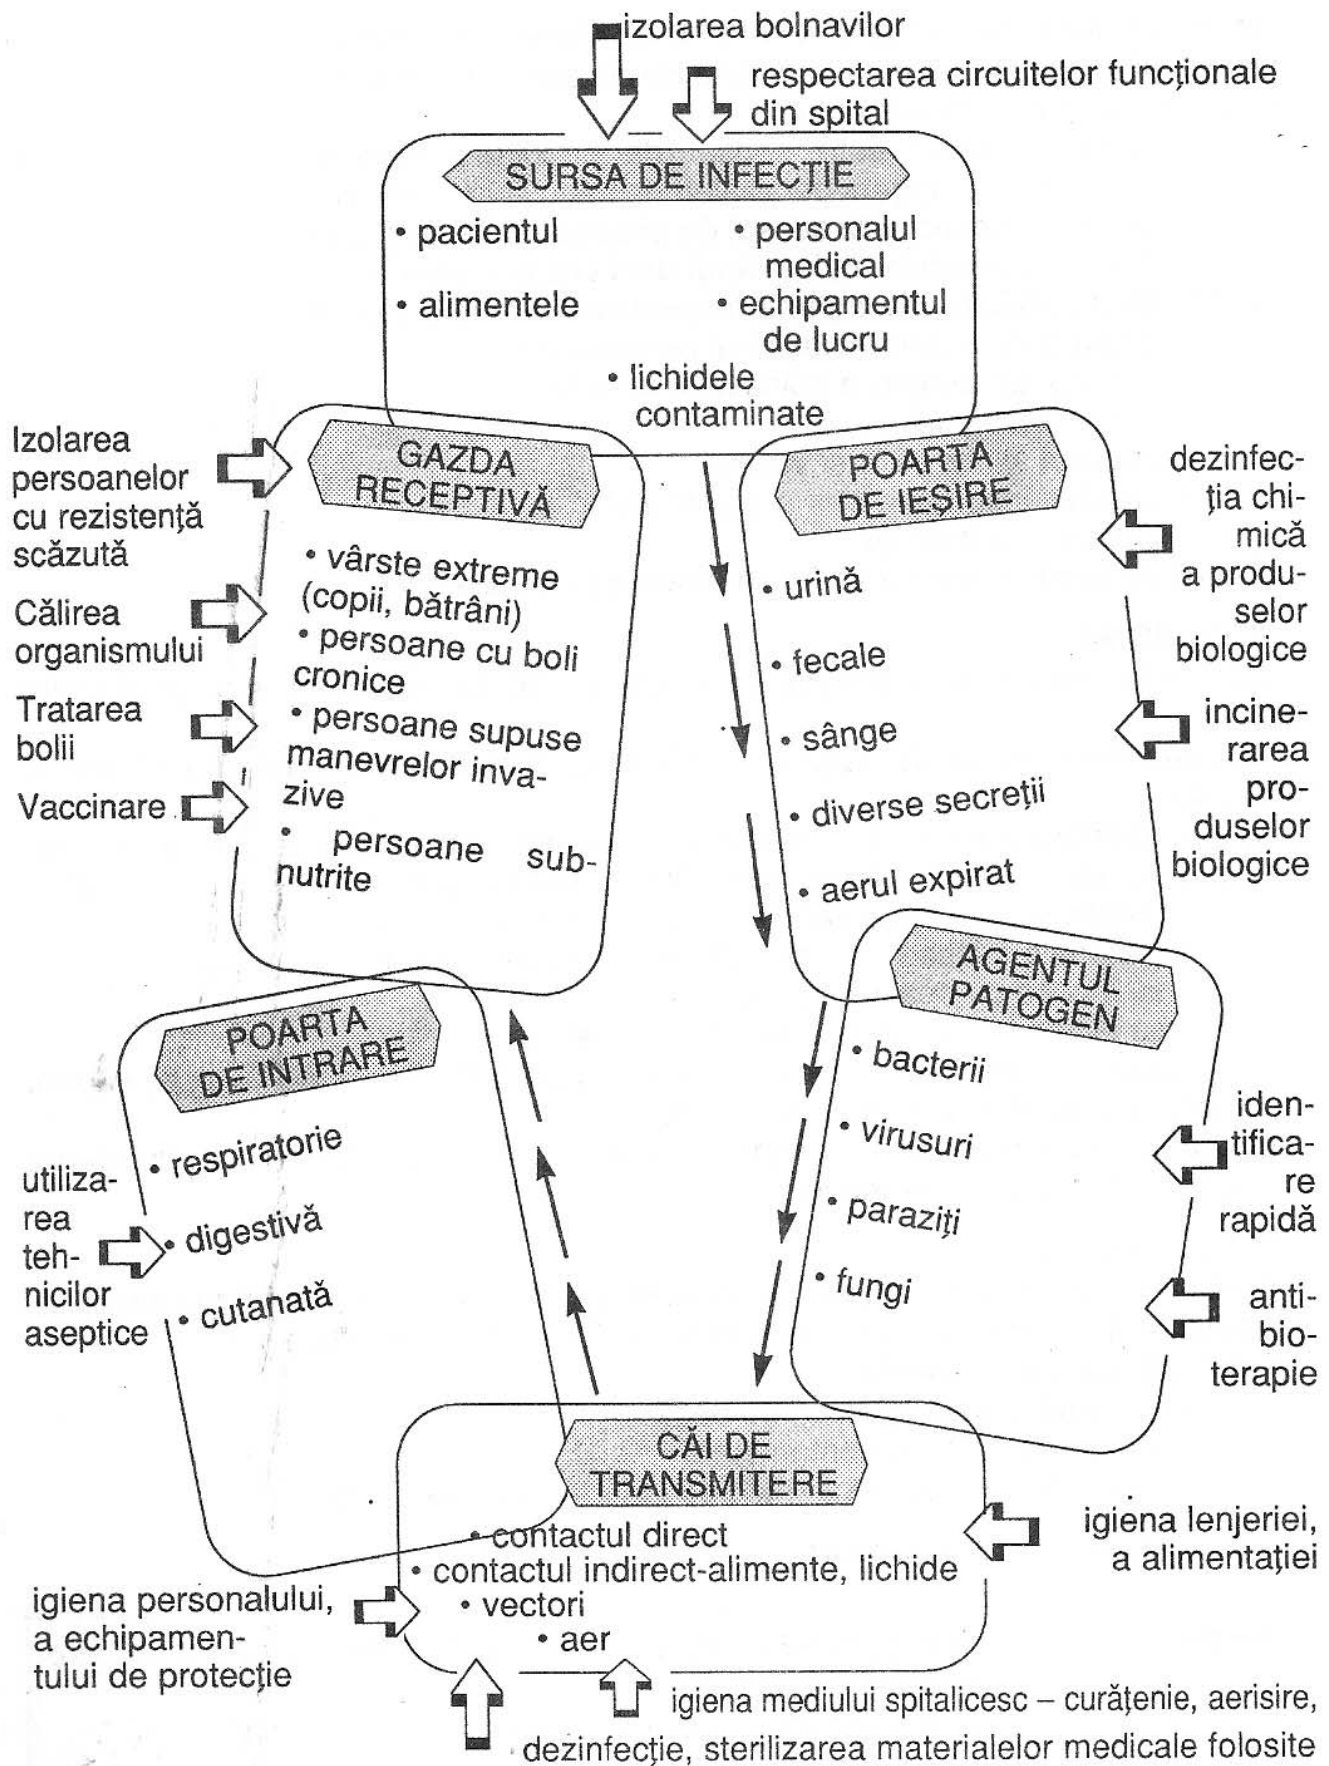 izolarea bolnavilor
respectarea circuitelor funcționale
din spital
SURSA DE INFECȚIE
• pacientul
• personalul
medical
• alimentele
• echipamentul
de lucru
• lichidele
contaminate
Izolarea
persoanelor
cu rezistență
scăzută
Călirea
organismului
Tratarea
bolii
Vaccinare
GAZDA
RECEPTIVĂ
• vârste extreme
(copii, bătrâni)
• persoane cu boli
cronice
• persoane supuse
manevrelor inva-
zive
• persoane sub-
nutrite
POARTA
DE IEȘIRE
• urină
• fecale
• sânge
• diverse secreții
• aerul expirat
dezinfec-
ția chi-
mică
a produ-
selor
biologice
incine-
rarea
pro-
duselor
biologice
POARTA
DE INTRARE
• respiratorie
• digestivă
• cutanată
utiliza-
rea
teh-
nicilor
aseptice
AGENTUL
PATOGEN
• bacterii
• virusuri
• paraziți
• fungi
iden-
tifica-
re
rapidă
anti-
bio-
terapie
CĂI DE
TRANSMITERE
• contactul direct
• contactul indirect-alimente, lichide
• vectori
• aer
igiena lenjeriei,
a alimentației
igiena personalului,
a echipamen-
tului de protecție
igiena mediului spitalicesc – curățenie, aerisire,
dezinfecție, sterilizarea materialelor medicale folosite